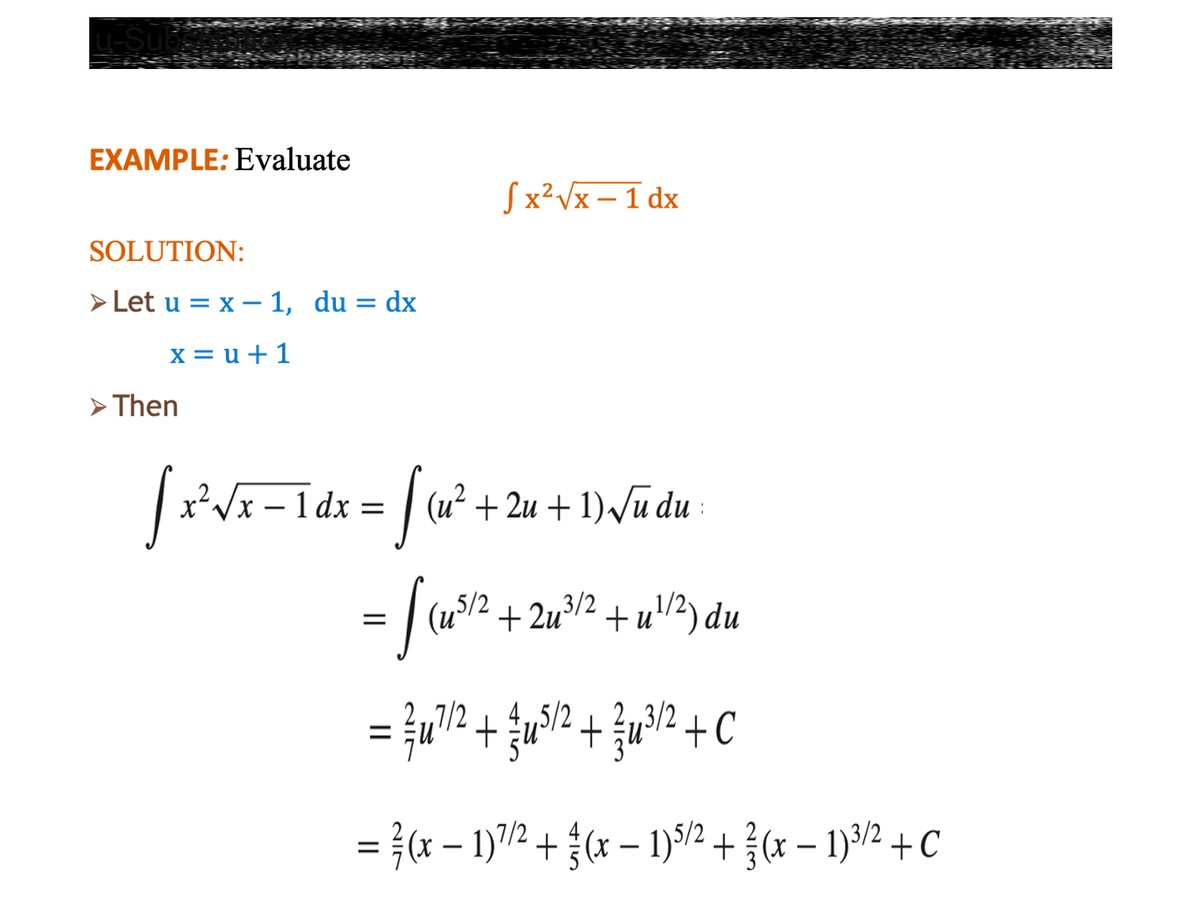 EXAMPLE: Evaluate
∫ x²√(x − 1) dx
SOLUTION:
➢ Let u = x − 1, du = dx
x = u + 1
➢ Then
∫ x²√(x − 1) dx = ∫ (u² + 2u + 1)√u du :
= ∫ (u^5/2 + 2u^3/2 + u^1/2) du
= 2/7 u^7/2 + 4/5 u^5/2 + 2/3 u^3/2 + C
= 2/7 (x − 1)^7/2 + 4/5 (x − 1)^5/2 + 2/3 (x − 1)^3/2 + C